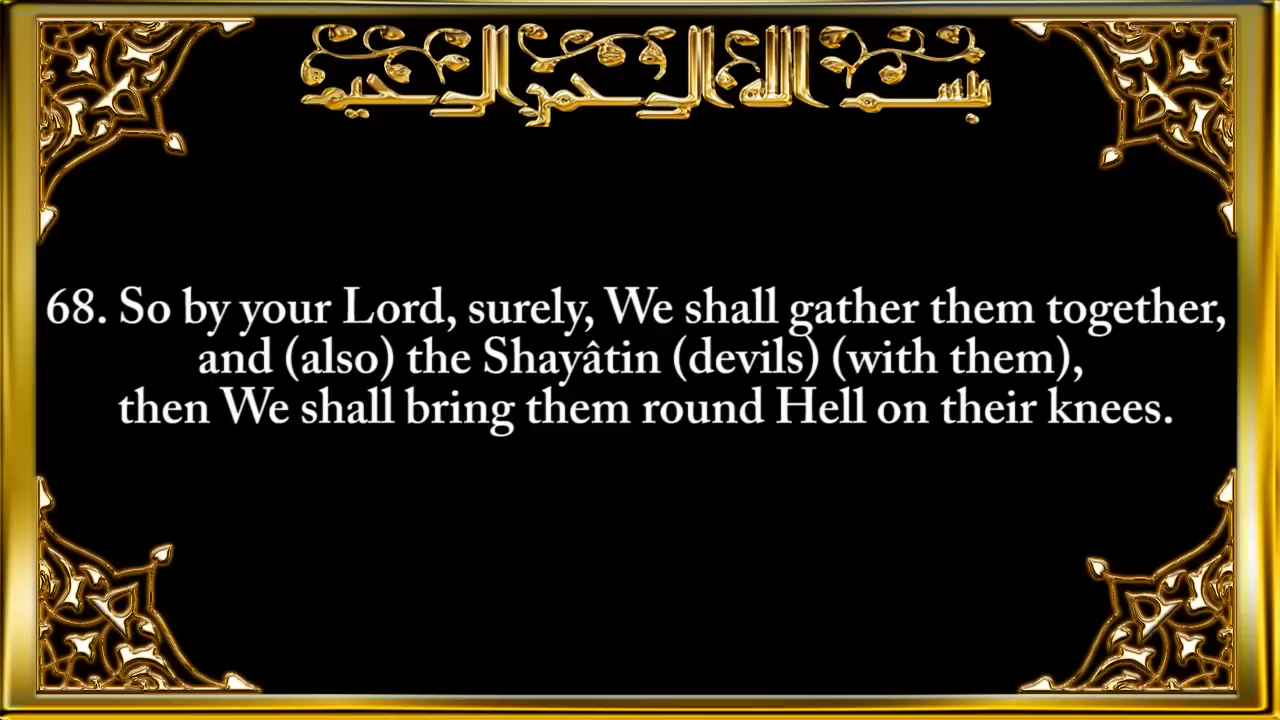 بسم الله الرحمن الرحيم
68. So by your Lord, surely, We shall gather them together,
and (also) the Shayâtin (devils) (with them),
then We shall bring them round Hell on their knees.